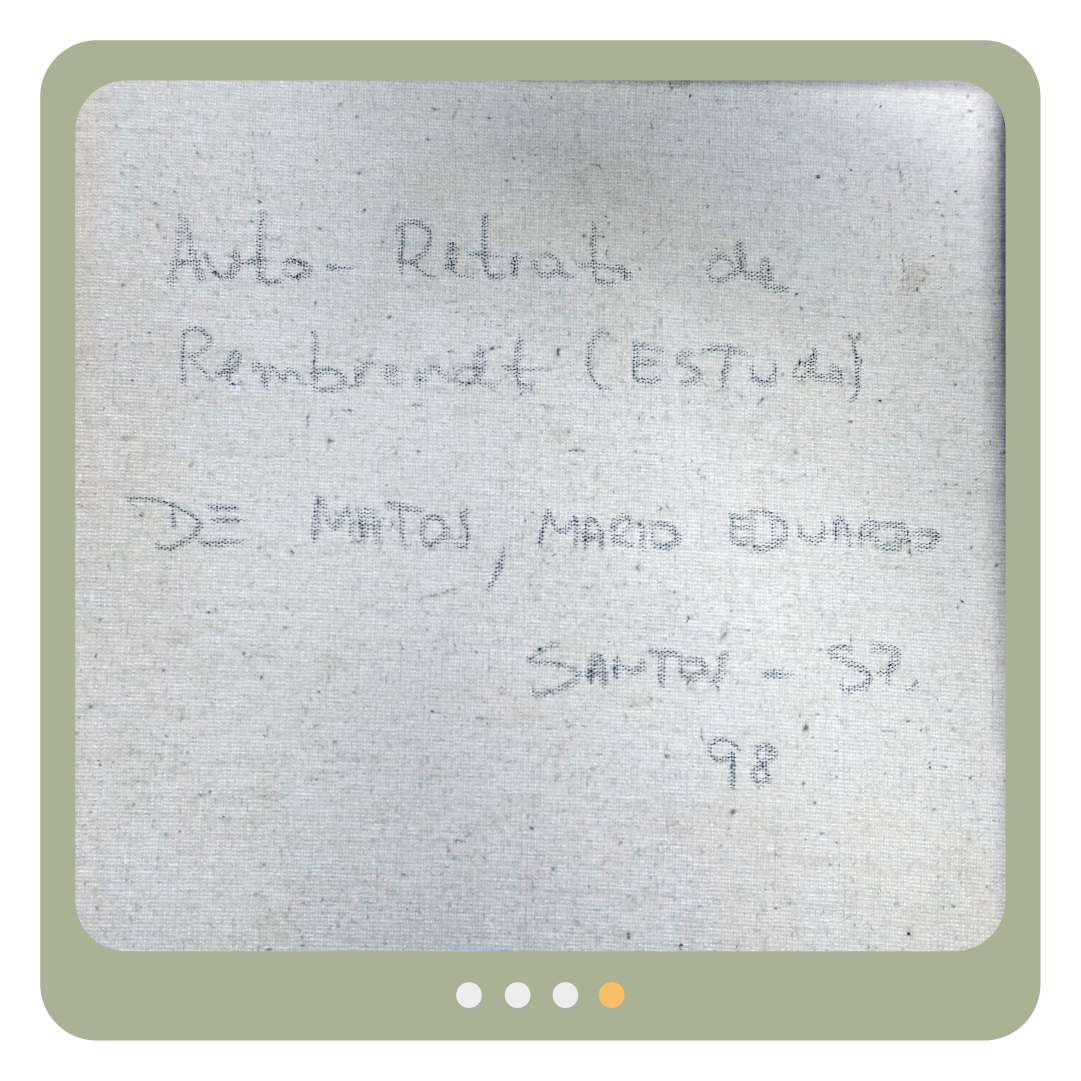 Auto-Retrato de
Rembrandt (ESTudo)
DE MATOS, MARIO EDUARDO
SANTOS - SP.
98